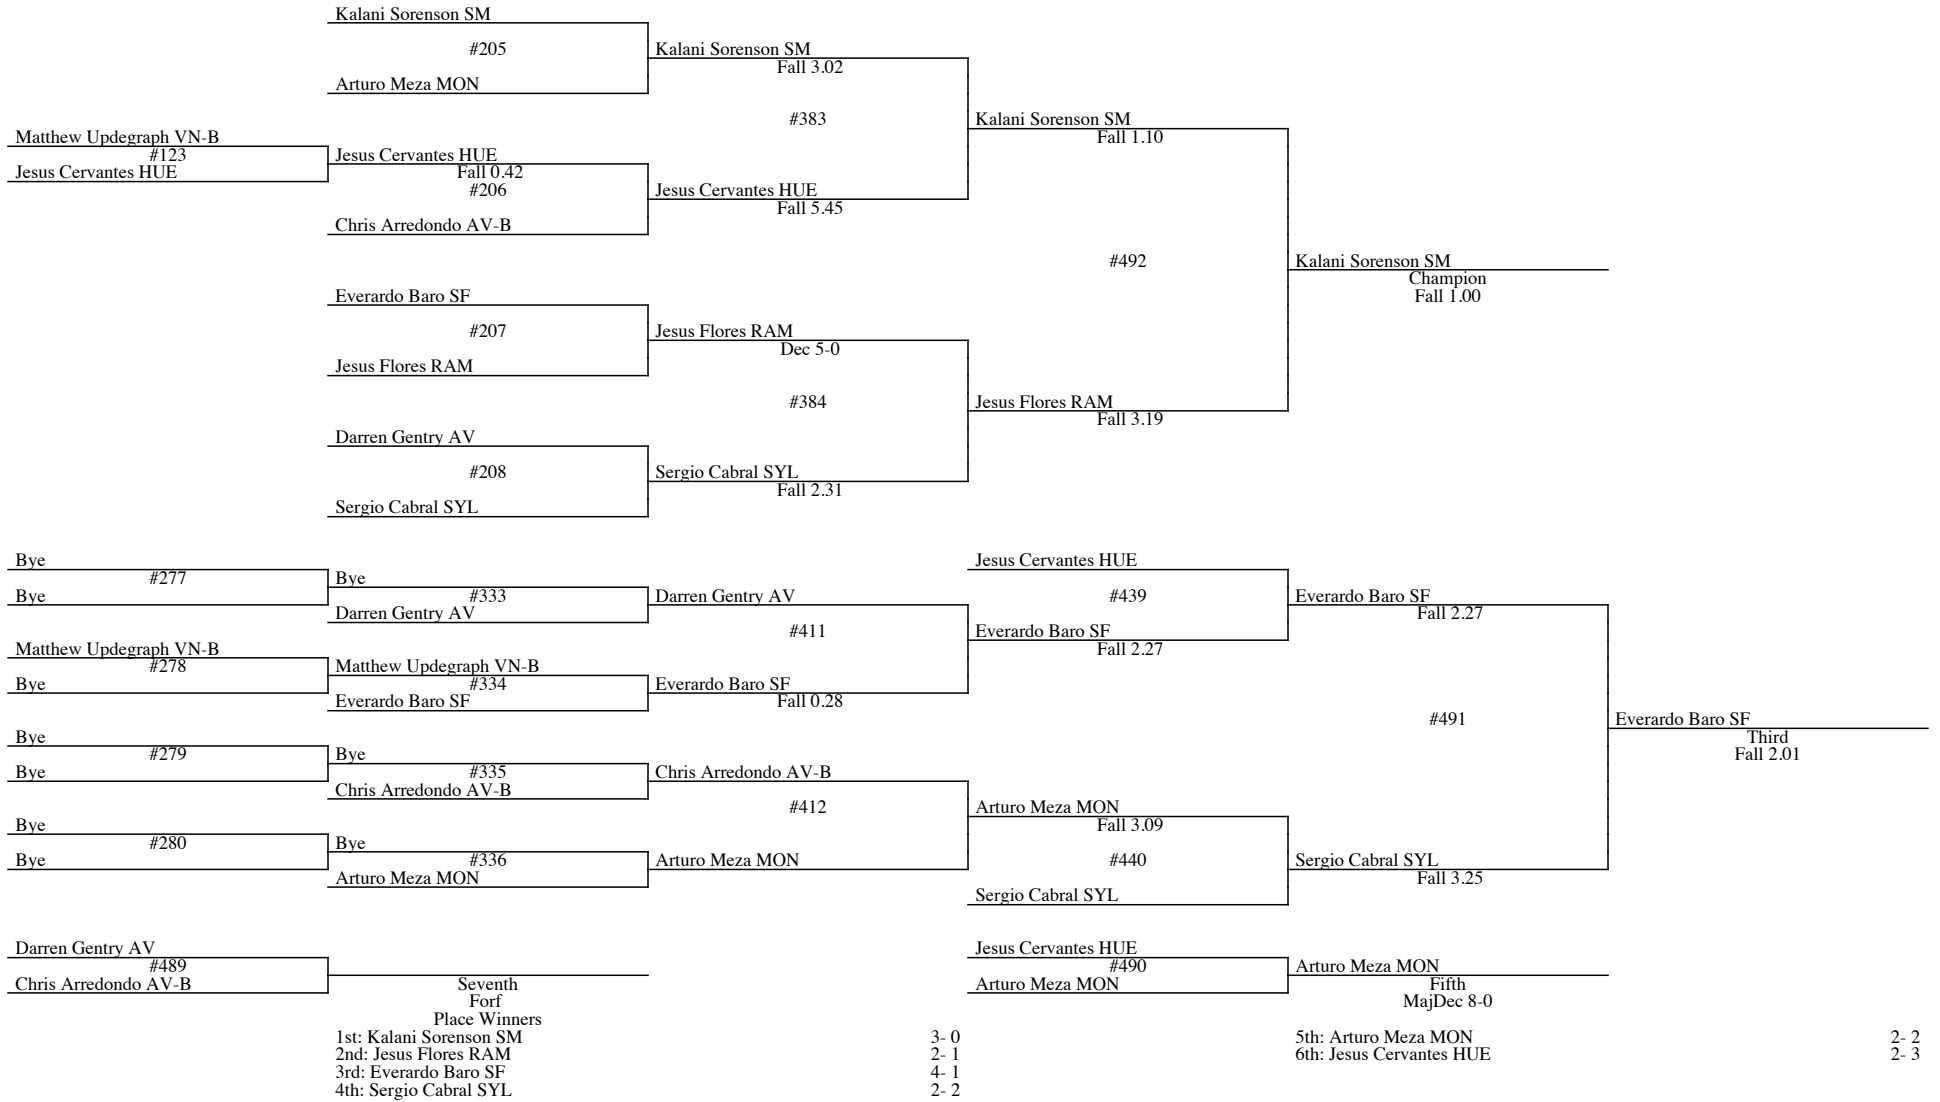 Kalani Sorenson SM
#205
Kalani Sorenson SM
Fall 3.02
Arturo Meza MON
#383
Kalani Sorenson SM
Fall 1.10
Matthew Updegraph VN-B
#123
Jesus Cervantes HUE
Jesus Cervantes HUE
Fall 0.42
#206
Jesus Cervantes HUE
Fall 5.45
Chris Arredondo AV-B
#492
Kalani Sorenson SM
Champion
Fall 1.00
Everardo Baro SF
#207
Jesus Flores RAM
Dec 5-0
Jesus Flores RAM
#384
Jesus Flores RAM
Fall 3.19
Darren Gentry AV
#208
Sergio Cabral SYL
Fall 2.31
Sergio Cabral SYL
Bye
#277
Bye
Bye
#333
Darren Gentry AV
Darren Gentry AV
#411
Jesus Cervantes HUE
#439
Everardo Baro SF
Fall 2.27
Everardo Baro SF
Fall 2.27
Matthew Updegraph VN-B
#278
Bye
Matthew Updegraph VN-B
#334
Everardo Baro SF
Everardo Baro SF
Fall 0.28
#491
Everardo Baro SF
Third
Fall 2.01
Bye
#279
Bye
Bye
#335
Chris Arredondo AV-B
Chris Arredondo AV-B
#412
Arturo Meza MON
Fall 3.09
#440
Sergio Cabral SYL
Sergio Cabral SYL
Fall 3.25
Bye
#280
Bye
Bye
#336
Arturo Meza MON
Arturo Meza MON
Darren Gentry AV
#489
Chris Arredondo AV-B
Seventh
Forf
Jesus Cervantes HUE
#490
Arturo Meza MON
Arturo Meza MON
Fifth
MajDec 8-0
Place Winners
1st: Kalani Sorenson SM 3- 0
2nd: Jesus Flores RAM 2- 1
3rd: Everardo Baro SF 4- 1
4th: Sergio Cabral SYL 2- 2
5th: Arturo Meza MON 2- 2
6th: Jesus Cervantes HUE 2- 3